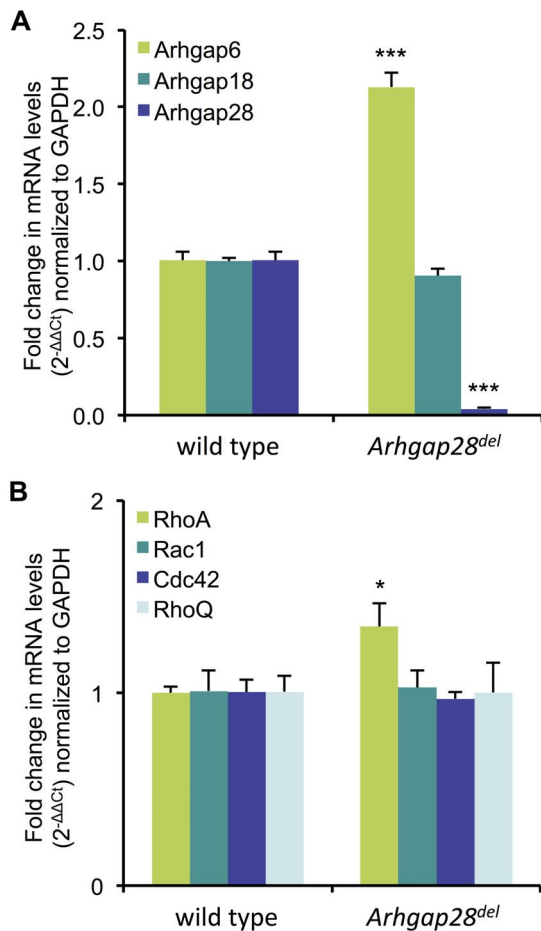 A
Fold change in mRNA levels
(2-ΔΔCt) normalized to GAPDH
2.5
2.0
1.5
1.0
0.5
0.0
Arhgap6
Arhgap18
Arhgap28
***
***
wild type
Arhgap28del
B
Fold change in mRNA levels
(2-ΔΔCt) normalized to GAPDH
2
1
0
RhoA
Rac1
Cdc42
RhoQ
*
wild type
Arhgap28del